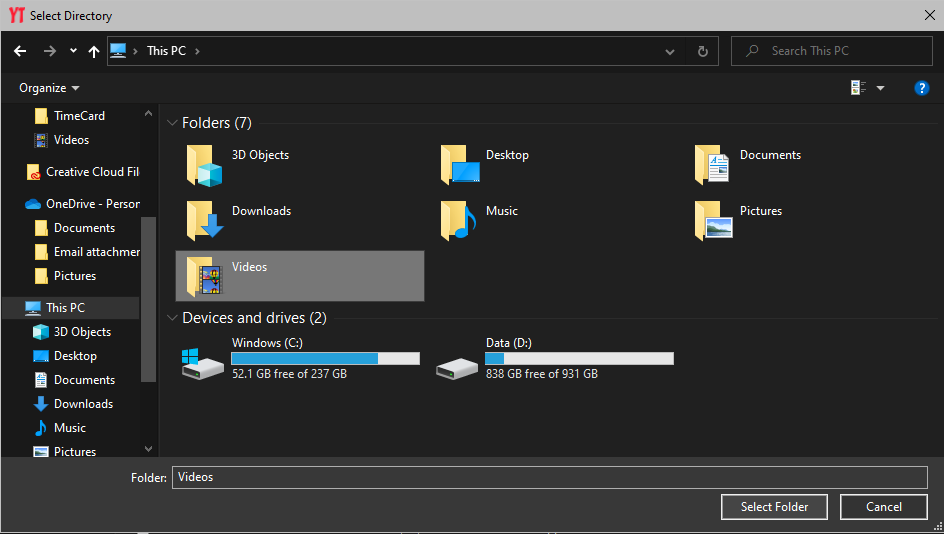 YT Select Directory
This PC
Search This PC
Organize
?
TimeCard
Videos
Creative Cloud Fil
OneDrive - Person
Documents
Email attachmen
Pictures
This PC
3D Objects
Desktop
Documents
Downloads
Music
Pictures
Folders (7)
3D Objects
Desktop
Documents
Downloads
Music
Pictures
Videos
Devices and drives (2)
Windows (C:)
52.1 GB free of 237 GB
Data (D:)
838 GB free of 931 GB
Folder: Videos
Select Folder
Cancel